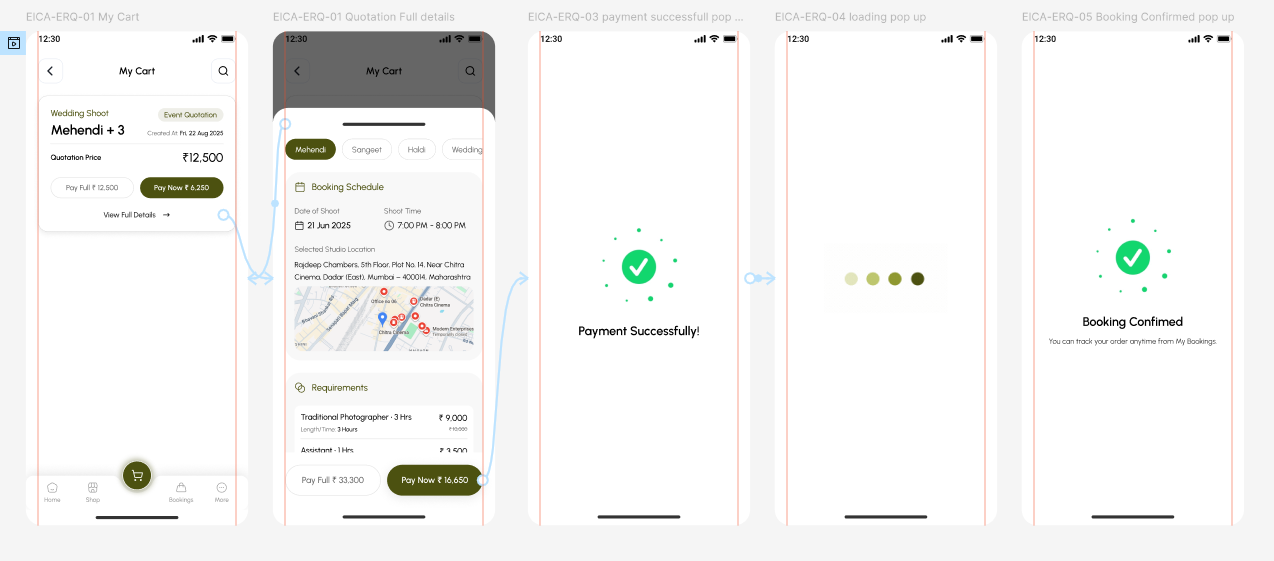 EICA-ERQ-01 My Cart
12:30
My Cart
Wedding Shoot
Event Quotation
Mehendi + 3
Created At: Fri, 22 Aug 2025
Quotation Price
₹12,500
Pay Full ₹ 12,500
Pay Now ₹ 6,250
View Full Details →
Home
Shop
Bookings
More
EICA-ERQ-01 Quotation Full details
12:30
My Cart
Mehendi
Sangeet
Haldi
Wedding
Booking Schedule
Date of Shoot
Shoot Time
21 Jun 2025
7:00 PM - 8:00 PM
Selected Studio Location
Rajdeep Chambers, 5th Floor, Plot No. 14, Near Chitra
Cinema, Dadar (East), Mumbai – 400014, Maharashtra
Office no 06
Dadar (E)
Chitra Cinema
Chitra Cinema
Modern Enterprises
Requirements
Traditional Photographer · 3 Hrs
₹ 9,000
Length/Time: 3 Hours
₹10,000
Assistant · 1 Hrs
₹ 3,500
Pay Full ₹ 33,300
Pay Now ₹ 16,650
EICA-ERQ-03 payment successfull pop ...
12:30
Payment Successfully!
EICA-ERQ-04 loading pop up
12:30
EICA-ERQ-05 Booking Confirmed pop up
12:30
Booking Confimed
You can track your order anytime from My Bookings.